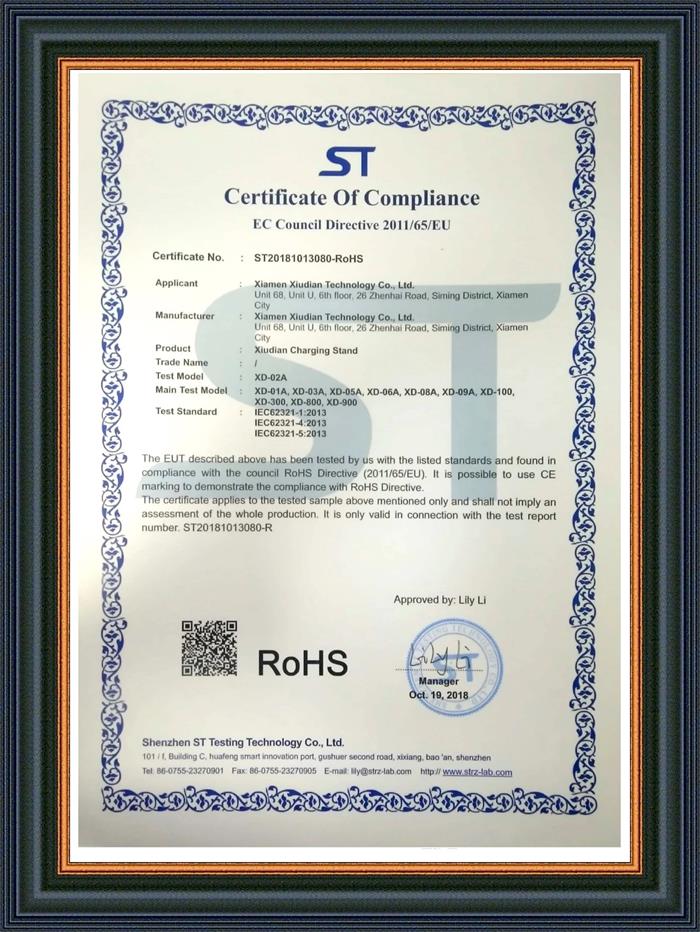 ST
Certificate Of Compliance
EC Council Directive 2011/65/EU
Certificate No. : ST20181013080-RoHS
Applicant : Xiamen Xiudian Technology Co., Ltd.
Unit 68, Unit U, 6th floor, 26 Zhenhai Road, Siming District, Xiamen
City
Manufacturer : Xiamen Xiudian Technology Co., Ltd.
Unit 68, Unit U, 6th floor, 26 Zhenhai Road, Siming District, Xiamen
City
Product : Xiudian Charging Stand
Trade Name : /
Test Model : XD-02A
Main Test Model : XD-01A, XD-03A, XD-05A, XD-06A, XD-08A, XD-09A, XD-100,
XD-300, XD-800, XD-900
Test Standard : IEC62321-1:2013
IEC62321-4:2013
IEC62321-5:2013
The EUT described above has been tested by us with the listed standards and found in
compliance with the council RoHS Directive (2011/65/EU). It is possible to use CE
marking to demonstrate the compliance with RoHS Directive.
The certificate applies to the tested sample above mentioned only and shall not imply an
assessment of the whole production. It is only valid in connection with the test report
number. ST20181013080-R
Approved by: Lily Li
RoHS
Lily Li
ST
Manager
Oct. 19, 2018
Shenzhen ST Testing Technology Co., Ltd.
101 / f, Building C, huafeng smart innovation port, gushuer second road, xixiang, bao 'an, shenzhen
Tel: 86-0755-23270901 Fax: 86-0755-23270905 E-mail: lily@strz-lab.com http:// www.strz-lab.com